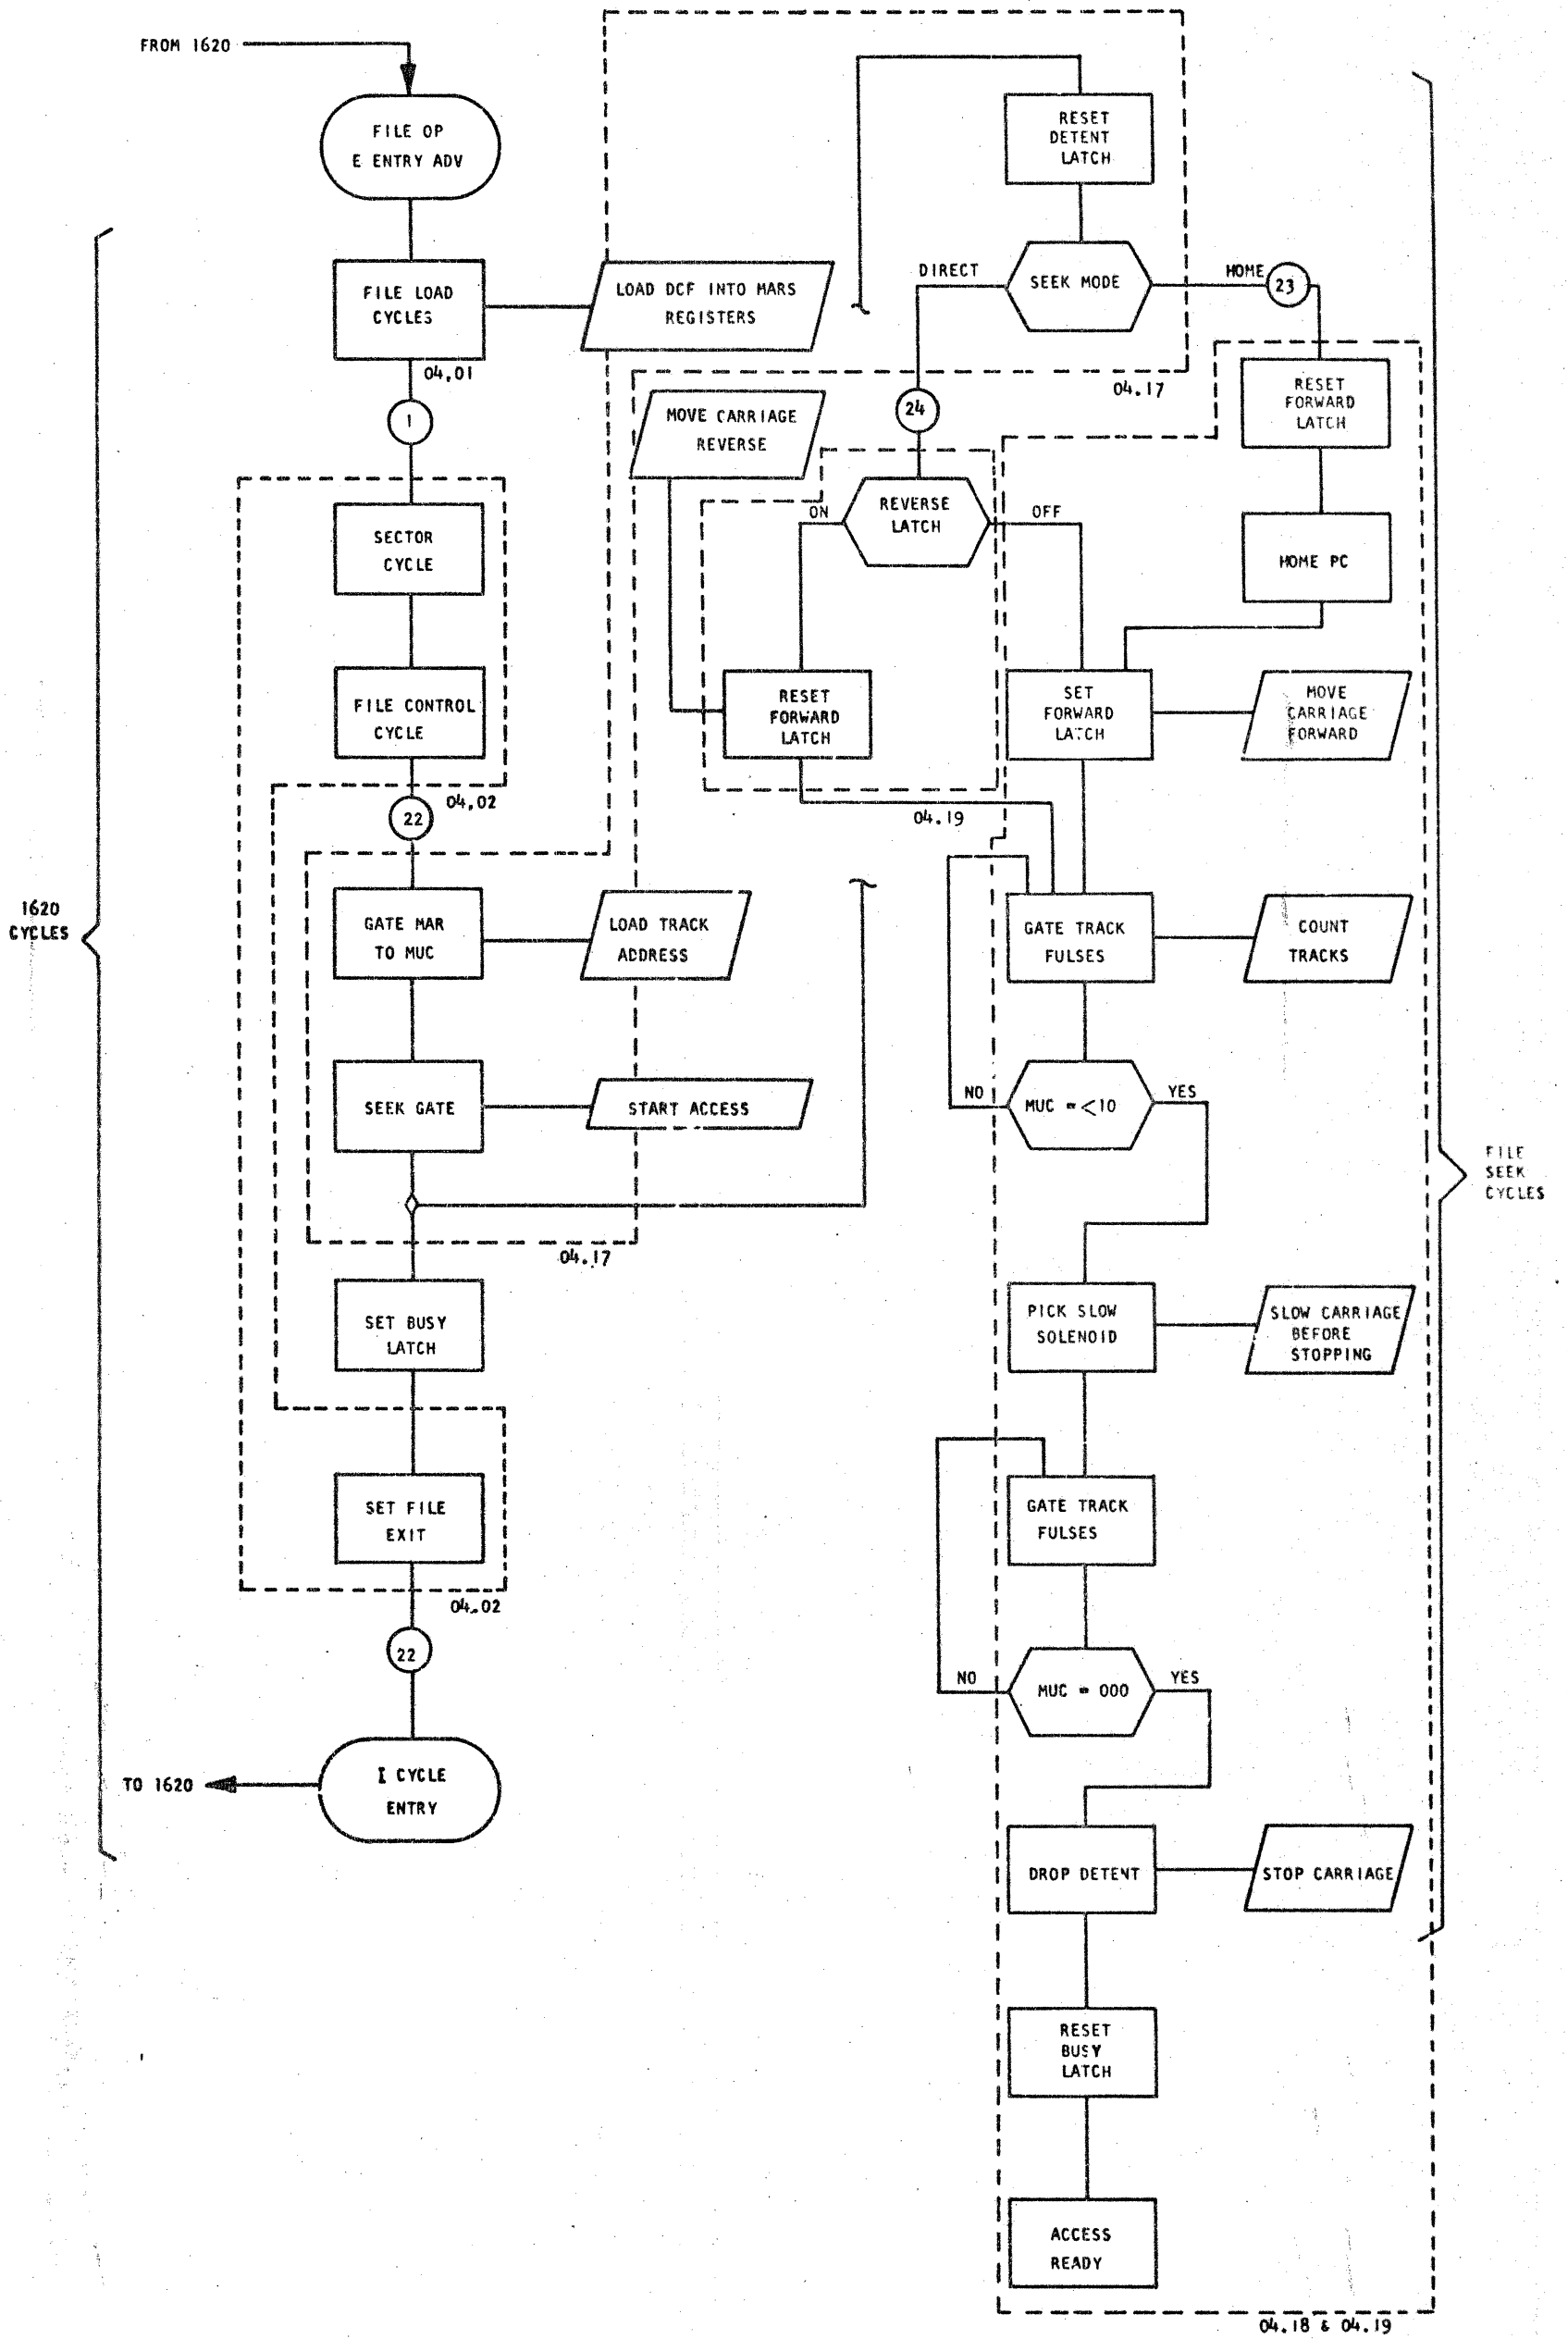 FROM 1620
FILE OP
E ENTRY ADV
FILE LOAD
CYCLES
04.01
LOAD DCF INTO MARS
REGISTERS
1
SECTOR
CYCLE
FILE CONTROL
CYCLE
04.02
22
GATE MAR
TO MUC
LOAD TRACK
ADDRESS
SEEK GATE
START ACCESS
04.17
SET BUSY
LATCH
SET FILE
EXIT
04.02
22
I CYCLE
ENTRY
TO 1620
1620
CYCLES
RESET
DETENT
LATCH
SEEK MODE
DIRECT
HOME
23
04.17
24
MOVE CARRIAGE
REVERSE
REVERSE
LATCH
ON
OFF
RESET
FORWARD
LATCH
04.19
RESET
FORWARD
LATCH
HOME PC
SET
FORWARD
LATCH
MOVE
CARRIAGE
FORWARD
GATE TRACK
FULSES
COUNT
TRACKS
MUC = <10
NO
YES
PICK SLOW
SOLENOID
SLOW CARRIAGE
BEFORE
STOPPING
GATE TRACK
FULSES
MUC = 000
NO
YES
DROP DETENT
STOP CARRIAGE
RESET
BUSY
LATCH
ACCESS
READY
04.18 & 04.19
FILE
SEEK
CYCLES